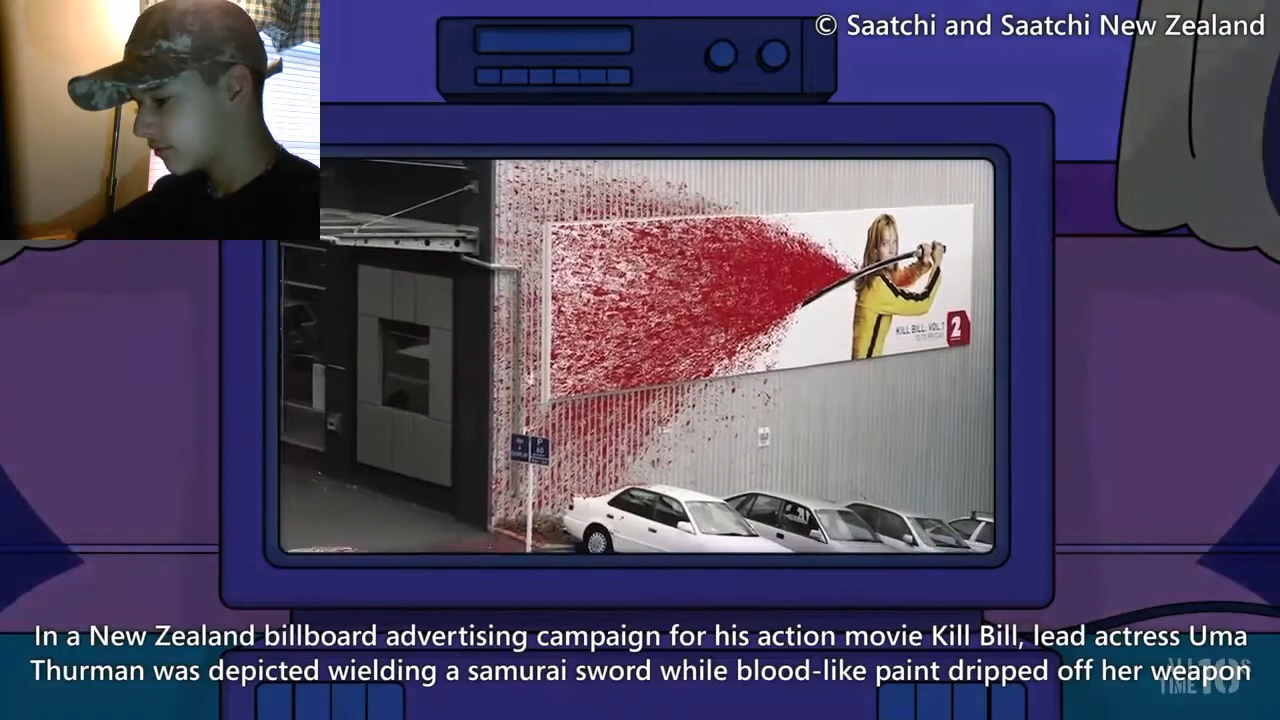 © Saatchi and Saatchi New Zealand
KILL BILL: VOL.1
2
P
60
In a New Zealand billboard advertising campaign for his action movie Kill Bill, lead actress Uma
Thurman was depicted wielding a samurai sword while blood-like paint dripped off her weapon